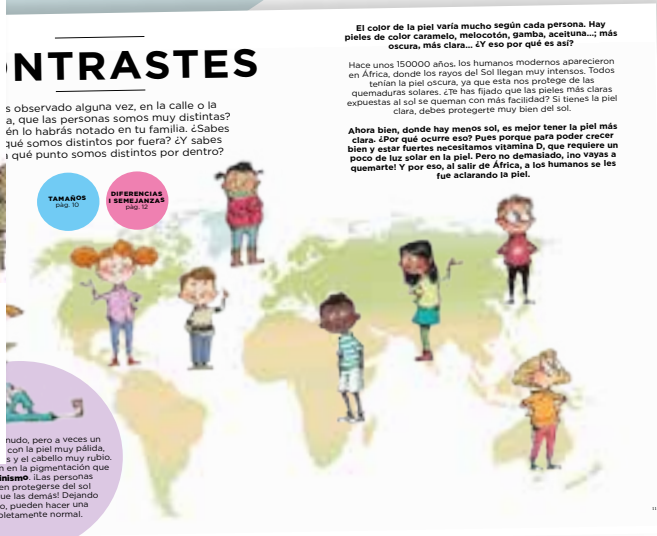 NTRASTES
s observado alguna vez, en la calle o la
a, que las personas somos muy distintas?
én lo habrás notado en tu familia. ¿Sabes
qué somos distintos por fuera? ¿Y sabes
a qué punto somos distintos por dentro?
TAMAÑOS
pág. 10
DIFERENCIAS
I SEMEJANZAS
pág. 12
El color de la piel varía mucho según cada persona. Hay
pieles de color caramelo, melocotón, gamba, aceituna...; más
oscura, más clara... ¿Y eso por qué es así?
Hace unos 150000 años, los humanos modernos aparecieron
en África, donde los rayos del Sol llegan muy intensos. Todos
tenían la piel oscura, ya que esta nos protege de las
quemaduras solares. ¿Te has fijado que las pieles más claras
expuestas al sol se queman con más facilidad? Si tienes la piel
clara, debes protegerte muy bien del sol.
Ahora bien, donde hay menos sol, es mejor tener la piel más
clara. ¿Por qué ocurre eso? Pues porque para poder crecer
bien y estar fuertes necesitamos vitamina D, que requiere un
poco de luz solar en la piel. Pero no demasiado, ¡no vayas a
quemarte! Y por eso, al salir de África, a los humanos se les
fue aclarando la piel.
nudo, pero a veces un
con la piel muy pálida,
s y el cabello muy rubio.
n en la pigmentación que
inismo. ¡Las personas
en protegerse del sol
ue las demás! Dejando
o, pueden hacer una
pletamente normal.
11